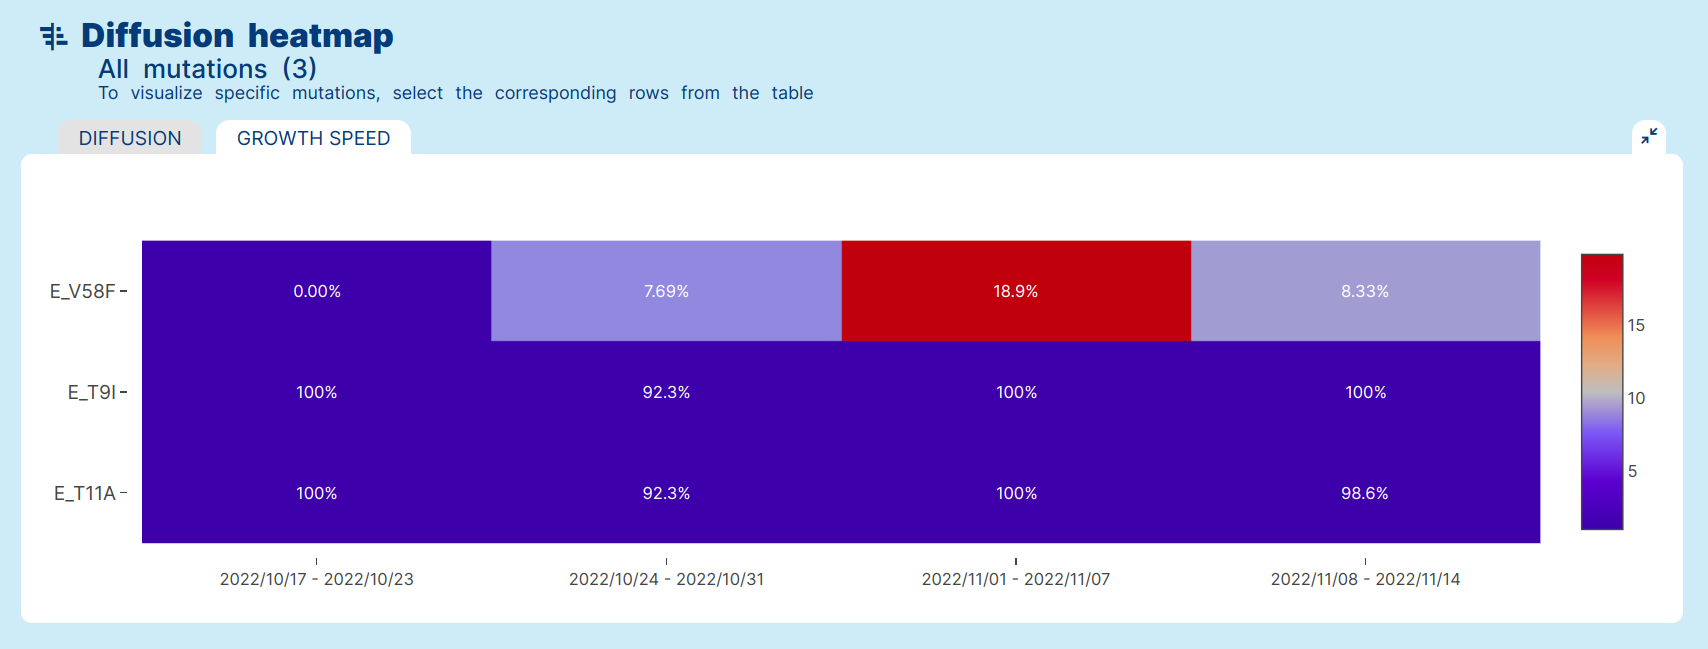 Diffusion heatmap
All mutations (3)
To visualize specific mutations, select the corresponding rows from the table
DIFFUSION GROWTH SPEED
E_V58F 0.00% 7.69% 18.9% 8.33%
15
E_T9I 100% 92.3% 100% 100%
10
5
E_T11A 100% 92.3% 100% 98.6%
2022/10/17 - 2022/10/23 2022/10/24 - 2022/10/31 2022/11/01 - 2022/11/07 2022/11/08 - 2022/11/14